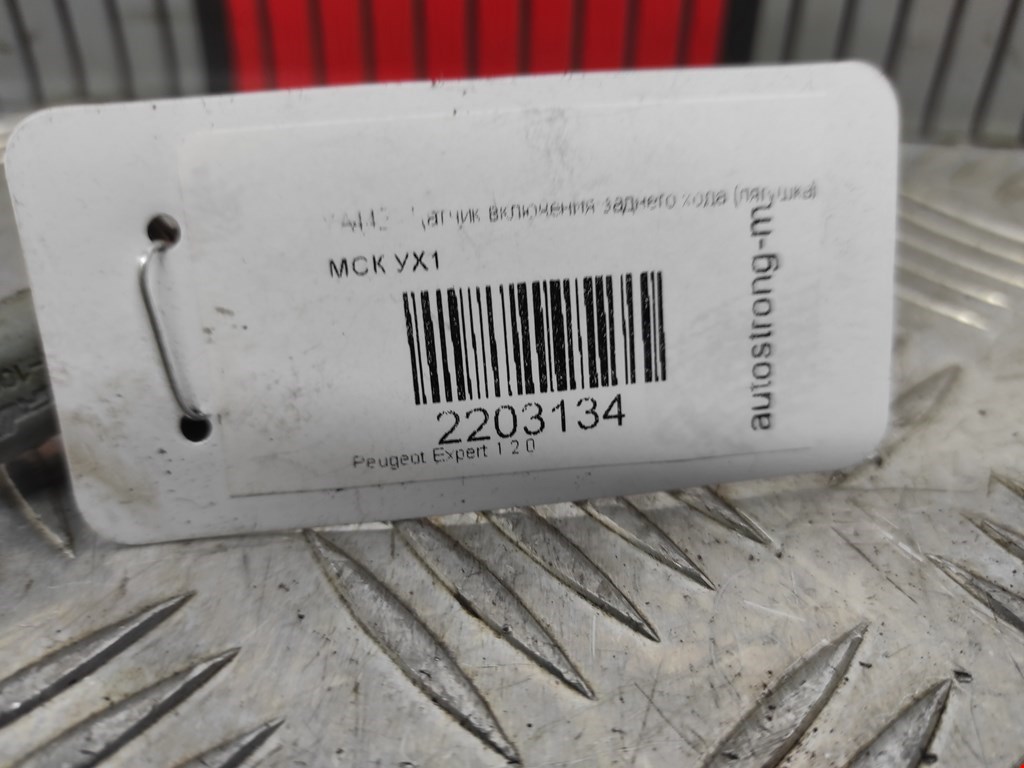 датчик включения заднего хода (лягушка)
МСК УХ1
2203134
Peugeot Expert 1 2.0
autostrong-m